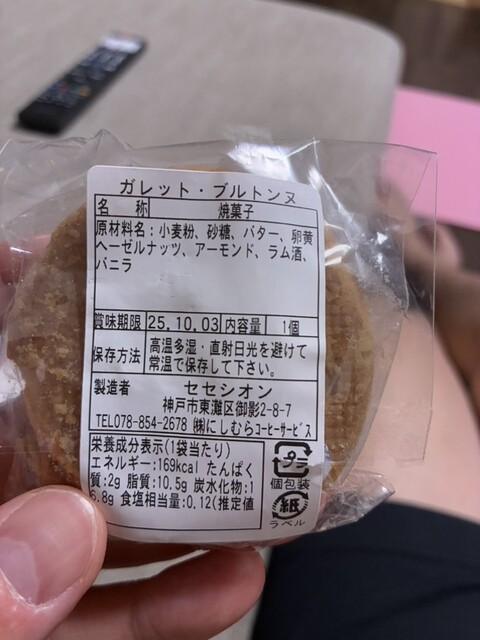 ガレット・ブルトンヌ
名 称 焼菓子
原材料名：小麦粉、砂糖、バター、卵黄
ヘーゼルナッツ、アーモンド、ラム酒、
バニラ
賞味期限 25.10.03 内容量 1個
保存方法 高温多湿・直射日光を避けて
常温で保存して下さい。
製造者 セセシオン
神戸市東灘区御影2-8-7
TEL078-854-2678 ㈱にしむらコーヒーサービス
栄養成分表示(1袋当たり)
エネルギー:169kcal たんぱく
質:2g 脂質:10.5g 炭水化物:1
6.8g 食塩相当量:0.12(推定値
プラ
個包装
紙
ラベル